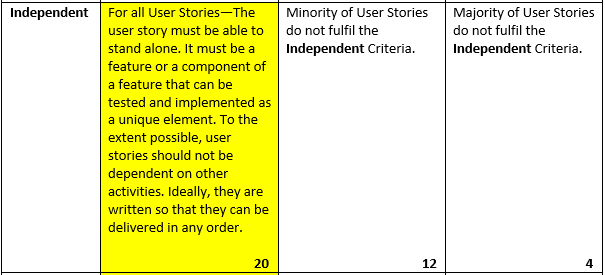 Independent
For all User Stories—The
user story must be able to
stand alone. It must be a
feature or a component of
a feature that can be
tested and implemented as
a unique element. To the
extent possible, user
stories should not be
dependent on other
activities. Ideally, they are
written so that they can be
delivered in any order.
20
Minority of User Stories
do not fulfil the
Independent Criteria.
12
Majority of User Stories
do not fulfil the
Independent Criteria.
4